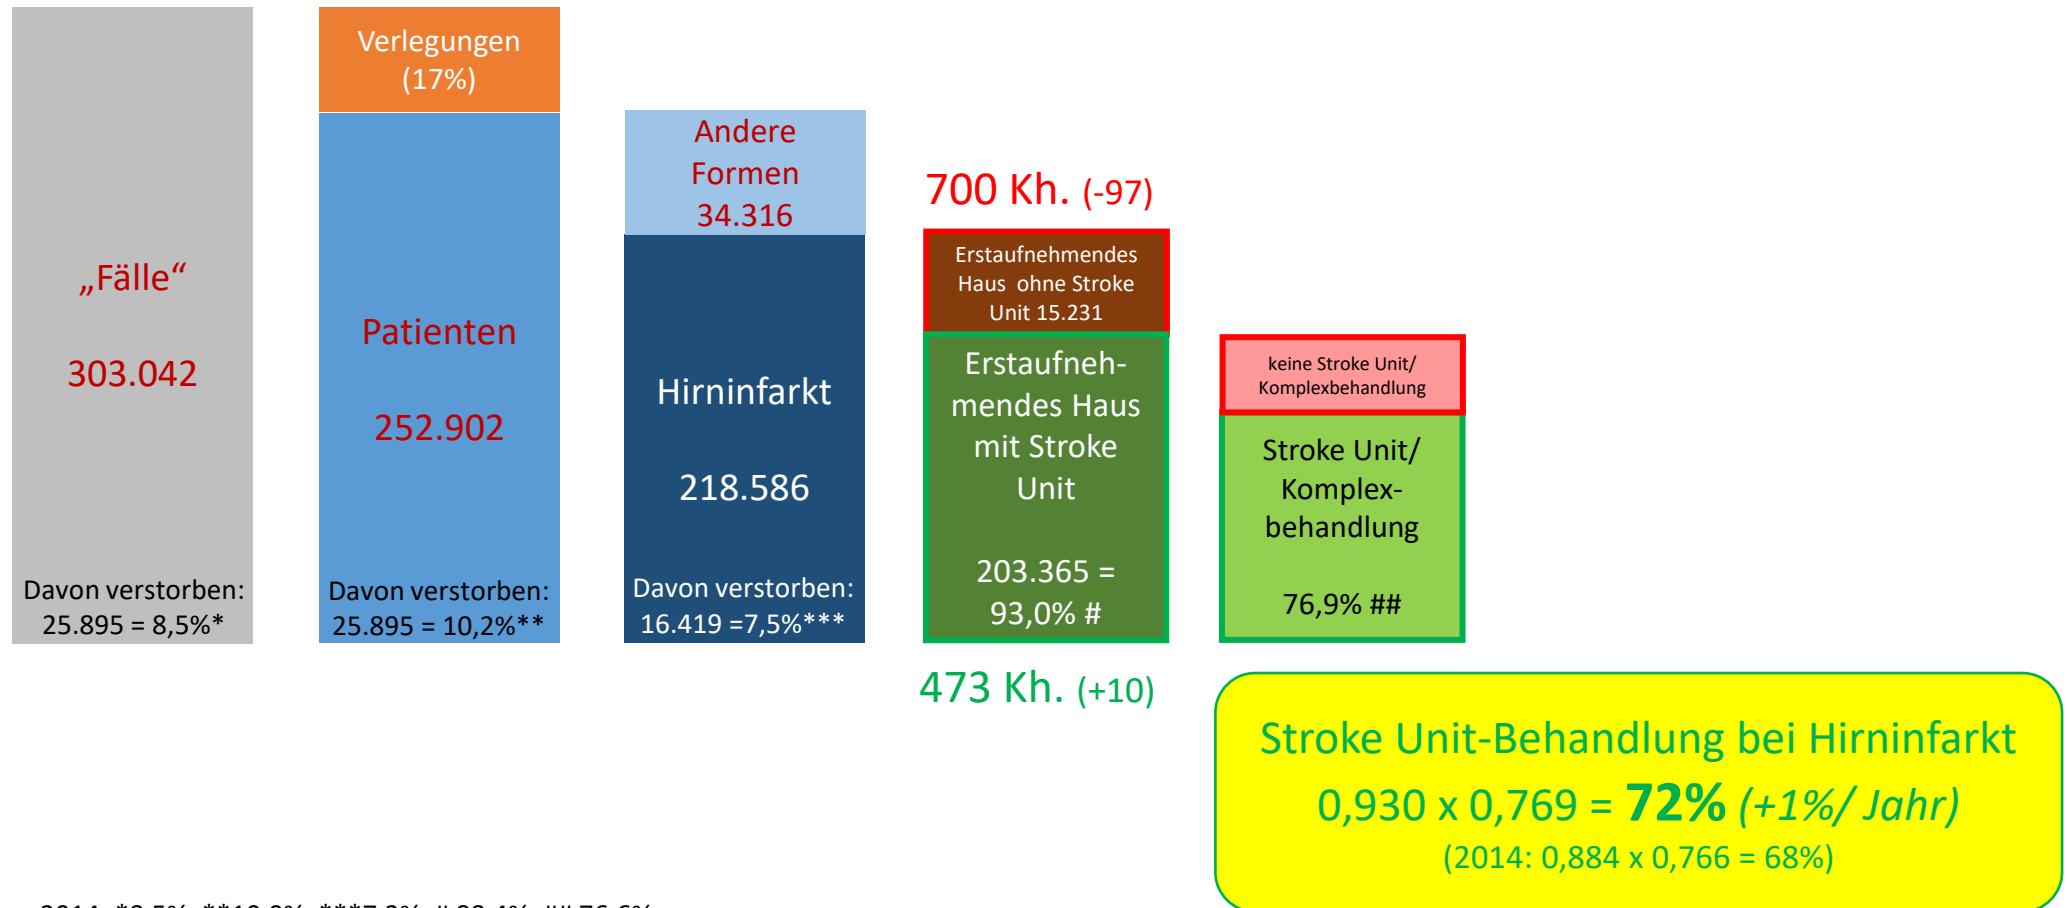 „Fälle“
303.042
Davon verstorben:
25.895 = 8,5%*
Verlegungen
(17%)
Patienten
252.902
Davon verstorben:
25.895 = 10,2%**
Andere
Formen
34.316
Hirninfarkt
218.586
Davon verstorben:
16.419 =7,5%***
700 Kh. (-97)
Erstaufnehmendes
Haus ohne Stroke
Unit 15.231
Erstaufneh-
mendes Haus
mit Stroke
Unit
203.365 =
93,0% #
473 Kh. (+10)
keine Stroke Unit/
Komplexbehandlung
Stroke Unit/
Komplex-
behandlung
76,9% ##
Stroke Unit-Behandlung bei Hirninfarkt
0,930 x 0,769 = 72% (+1%/ Jahr)
(2014: 0,884 x 0,766 = 68%)